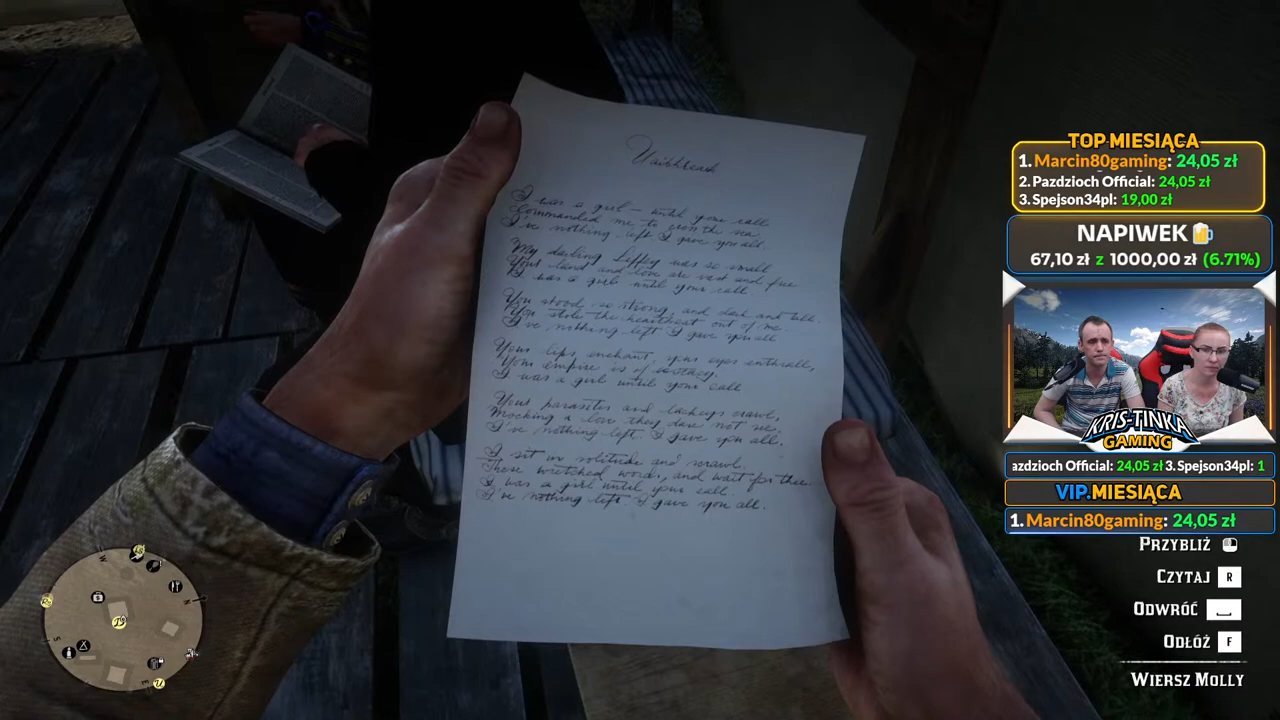 I was a girl — until your call
Commanded me to cross the sea
I've nothing left I give you all.
My darling Liffey was so small
Your land and love are vast and free
I was a girl until your call
You stood so strong, and dark and tall.
You stole the heartbeat out of me.
I've nothing left I gave you all
Your lips enchant, your eyes enthrall,
Your empire is of ecstasy.
I was a girl until your call
Your parasites and lackeys crawl,
Mocking a love they dare not see.
I've nothing left. I gave you all.
I sit in solitude and scrawl.
These wretched words, and wait for thee.
I was a girl until your call.
I've nothing left. I gave you all.
TOP MIESIĄCA
1. Marcin80gaming: 24,05 zł
2. Pazdzioch Official: 24,05 zł
3. Spejson34pl: 19,00 zł
NAPIWEK
67,10 zł z 1000,00 zł (6.71%)
KRIS-TINKA
GAMING
azdzioch Official: 24,05 zł 3. Spejson34pl: 1
VIP.MIESIĄCA
1. Marcin80gaming: 24,05 zł
PRZYBLIŻ
CZYTAJ R
ODWRÓĆ
ODŁÓŻ F
WIERSZ MOLLY